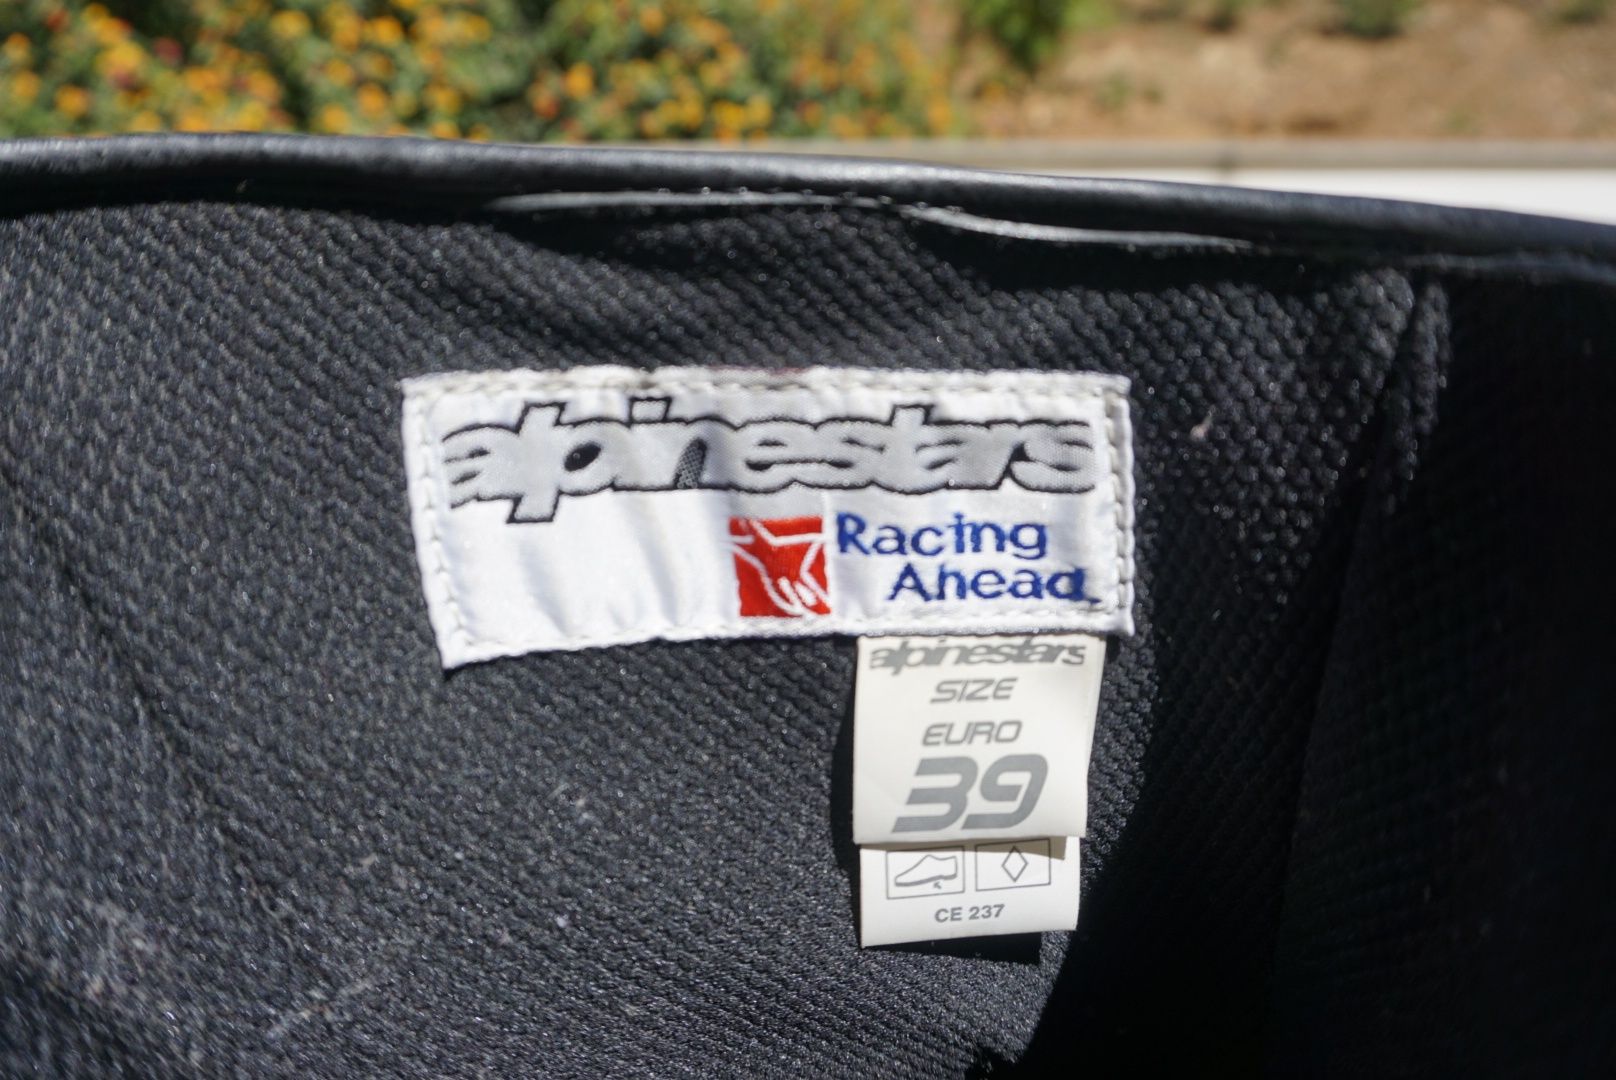 alpinestars
Racing
Ahead.
alpinestars
SIZE
EURO
39
CE 237